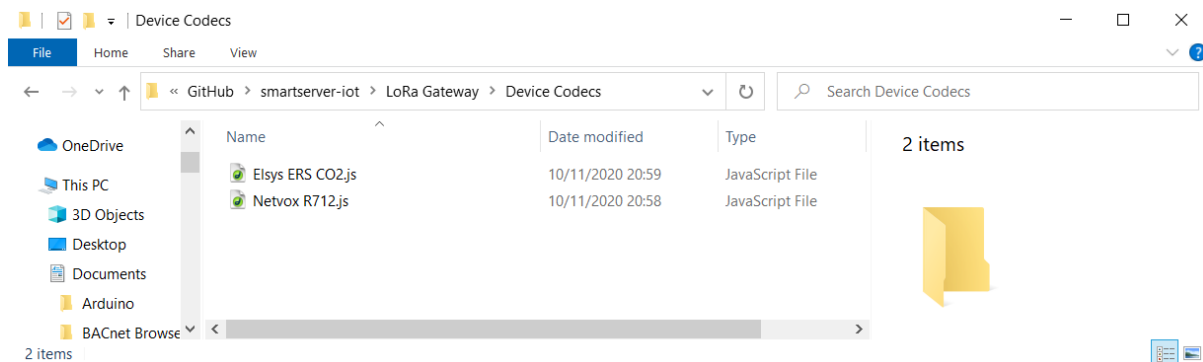 Device Codecs
File Home Share View
« GitHub > smartserver-iot > LoRa Gateway > Device Codecs Search Device Codecs
OneDrive
This PC
3D Objects
Desktop
Documents
Arduino
BACnet Browse
Name Date modified Type
Elsys ERS CO2.js 10/11/2020 20:59 JavaScript File
Netvox R712.js 10/11/2020 20:58 JavaScript File
2 items
2 items